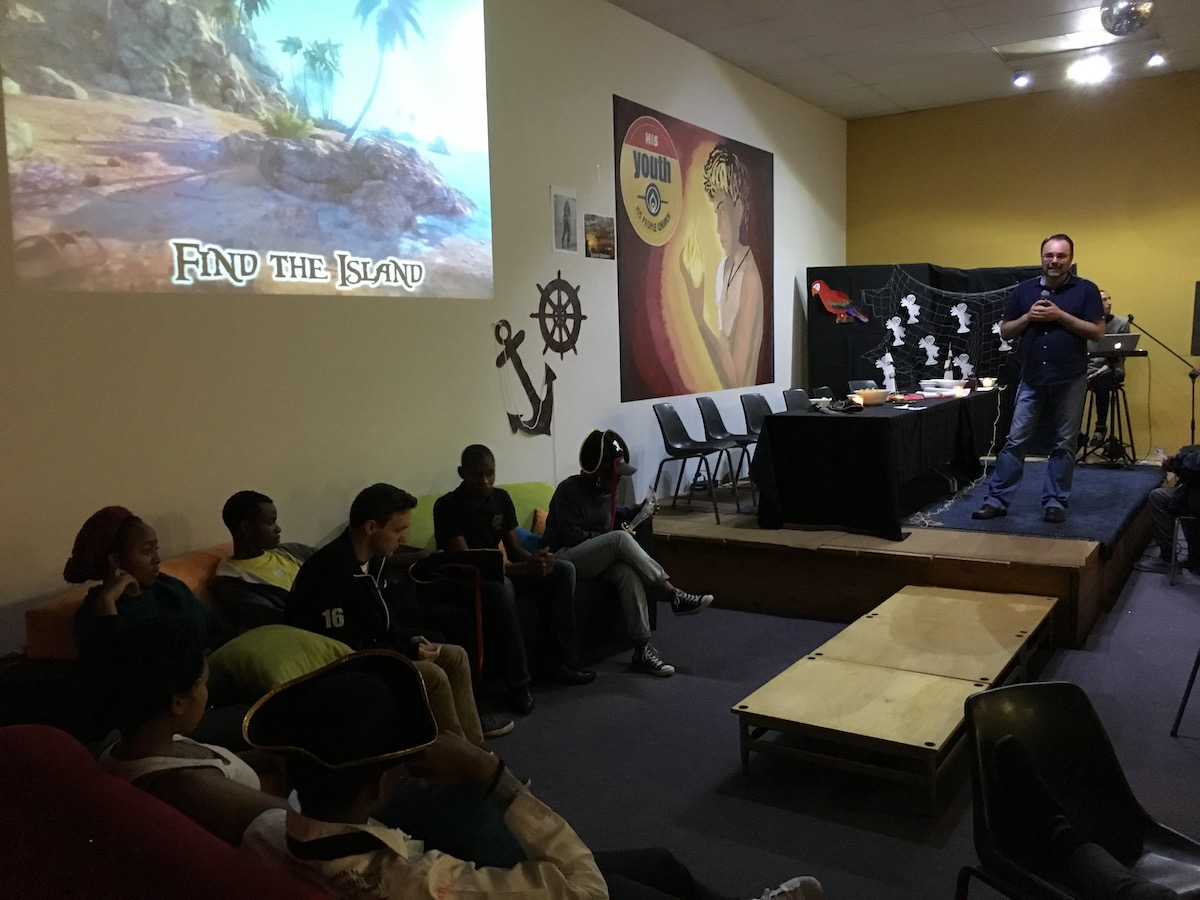 FIND THE ISLAND
HIS
youth
HIS PEOPLE CHURCH
16